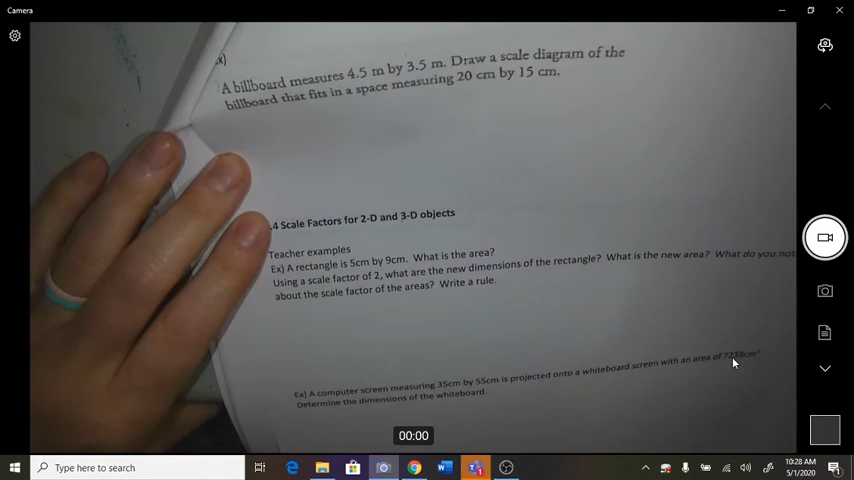 Camera
Ex)
A billboard measures 4.5 m by 3.5 m. Draw a scale diagram of the
billboard that fits in a space measuring 20 cm by 15 cm.
.4 Scale Factors for 2-D and 3-D objects
Teacher examples
Ex) A rectangle is 5cm by 9cm. What is the area?
Using a scale factor of 2, what are the new dimensions of the rectangle? What is the new area? What do you
about the scale factor of the areas? Write a rule.
Ex) A computer screen measuring 35cm by 55cm is projected onto a whiteboard screen with an area of
Determine the dimensions of the whiteboard.
00:00
Type here to search
10:28 AM
5/1/2020